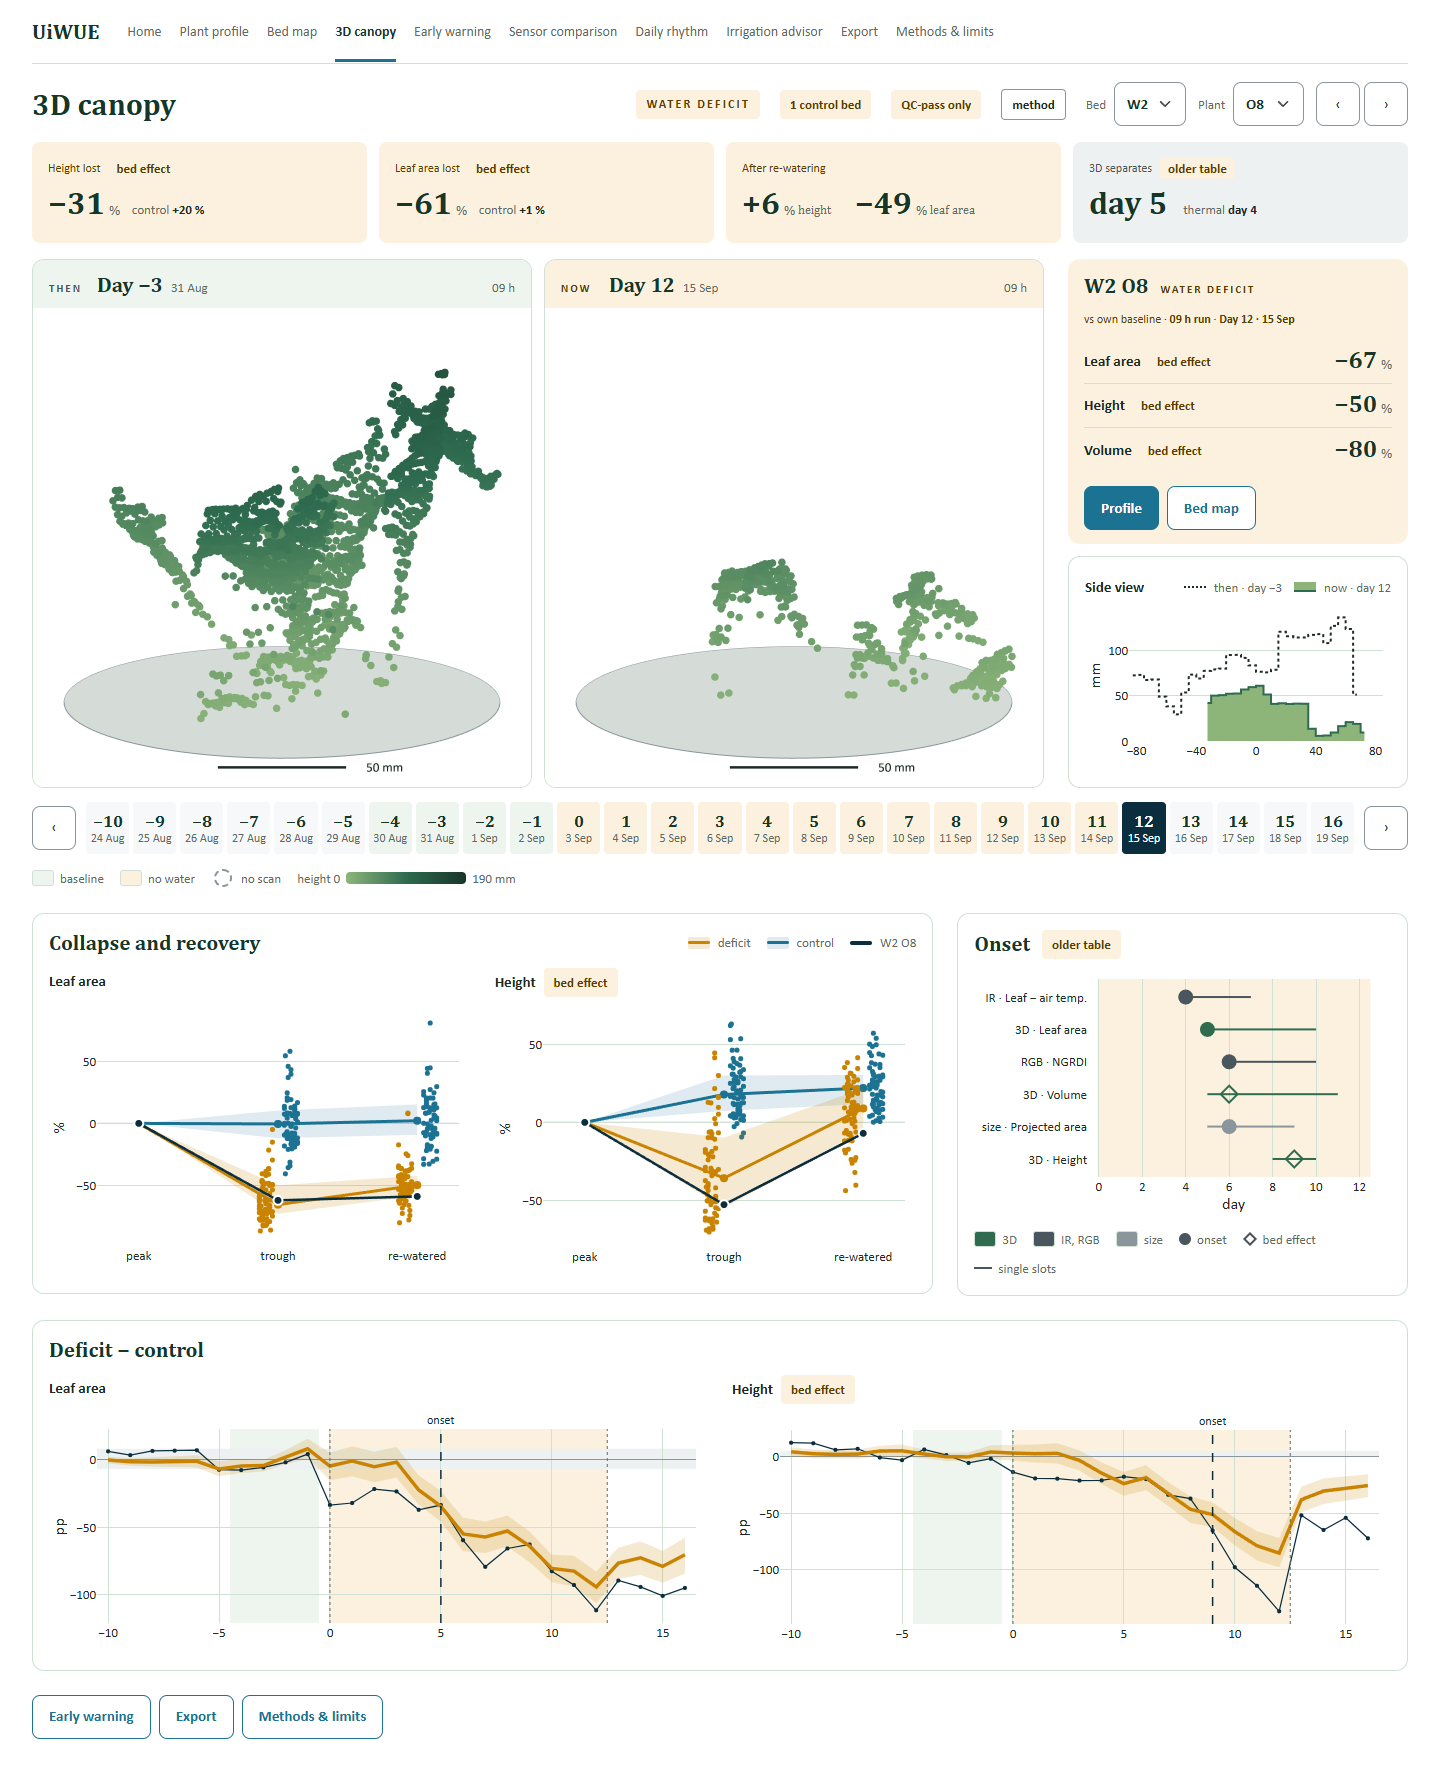 UiWUE Home Plant profile Bed map 3D canopy Early warning Sensor comparison Daily rhythm Irrigation advisor Export Methods & limits
3D canopy WATER DEFICIT 1 control bed QC-pass only method Bed W2 Plant O8 ‹ ›
Height lost bed effect
−31 % control +20 %
Leaf area lost bed effect
−61 % control +1 %
After re-watering
+6 % height −49 % leaf area
3D separates older table
day 5 thermal day 4
THEN Day −3 31 Aug 09 h
50 mm
NOW Day 12 15 Sep 09 h
50 mm
W2 O8 WATER DEFICIT
vs own baseline · 09 h run · Day 12 · 15 Sep
Leaf area bed effect −67 %
Height bed effect −50 %
Volume bed effect −80 %
Profile Bed map
Side view then · day −3 now · day 12
100
mm
50
0
−80 −40 0 40 80
‹ −10 −9 −8 −7 −6 −5 −4 −3 −2 −1 0 1 2 3 4 5 6 7 8 9 10 11 12 13 14 15 16 ›
24 Aug 25 Aug 26 Aug 27 Aug 28 Aug 29 Aug 30 Aug 31 Aug 1 Sep 2 Sep 3 Sep 4 Sep 5 Sep 6 Sep 7 Sep 8 Sep 9 Sep 10 Sep 11 Sep 12 Sep 13 Sep 14 Sep 15 Sep 16 Sep 17 Sep 18 Sep 19 Sep
baseline no water no scan height 0 190 mm
Collapse and recovery deficit control W2 O8
Leaf area
50
0
%
−50
peak trough re-watered
Height bed effect
50
0
%
−50
peak trough re-watered
Onset older table
IR · Leaf − air temp.
3D · Leaf area
RGB · NGRDI
3D · Volume
size · Projected area
3D · Height
0 2 4 6 8 10 12
day
3D IR, RGB size onset bed effect
single slots
Deficit − control
Leaf area
onset
0
pp
−50
−100
−10 −5 0 5 10 15
Height bed effect
onset
0
pp
−50
−100
−10 −5 0 5 10 15
Early warning Export Methods & limits